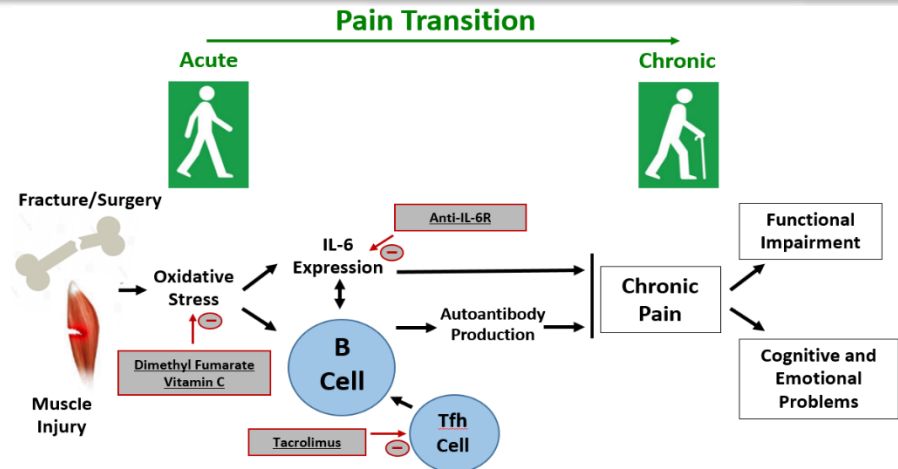 Pain Transition
Acute
Chronic
Fracture/Surgery
Anti-IL-6R
IL-6
Expression
Functional
Impairment
Oxidative
Stress
Chronic
Pain
Autoantibody
Production
B
Cell
Dimethyl Fumarate
Vitamin C
Cognitive and
Emotional
Problems
Muscle
Injury
Tacrolimus
Tfh
Cell